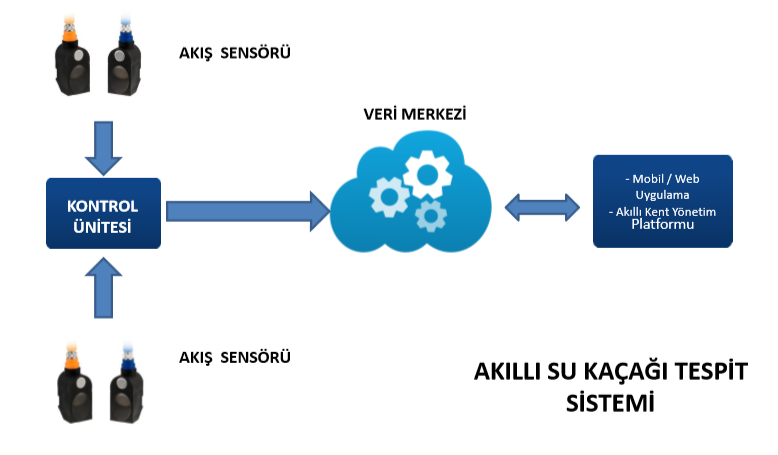 AKIŞ SENSÖRÜ
VERİ MERKEZİ
KONTROL
ÜNİTESİ
- Mobil / Web
Uygulama
- Akıllı Kent Yönetim
Platformu
AKIŞ SENSÖRÜ
AKILLI SU KAÇAĞI TESPİT
SİSTEMİ